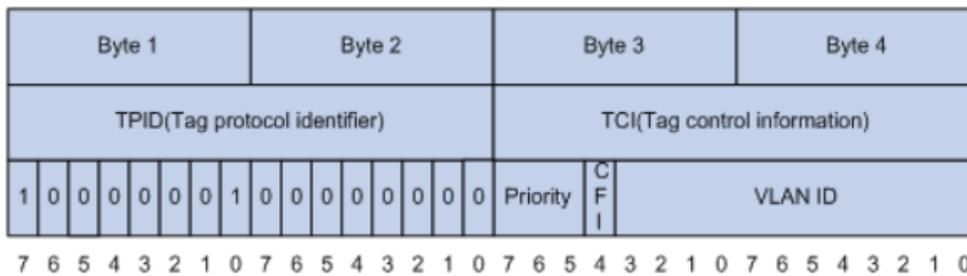 Byte 1 Byte 2 Byte 3 Byte 4
TPID(Tag protocol identifier) TCI(Tag control information)
1 0 0 0 0 0 0 1 0 0 0 0 0 0 0 0 Priority CFI VLAN ID
7 6 5 4 3 2 1 0 7 6 5 4 3 2 1 0 7 6 5 4 3 2 1 0 7 6 5 4 3 2 1 0